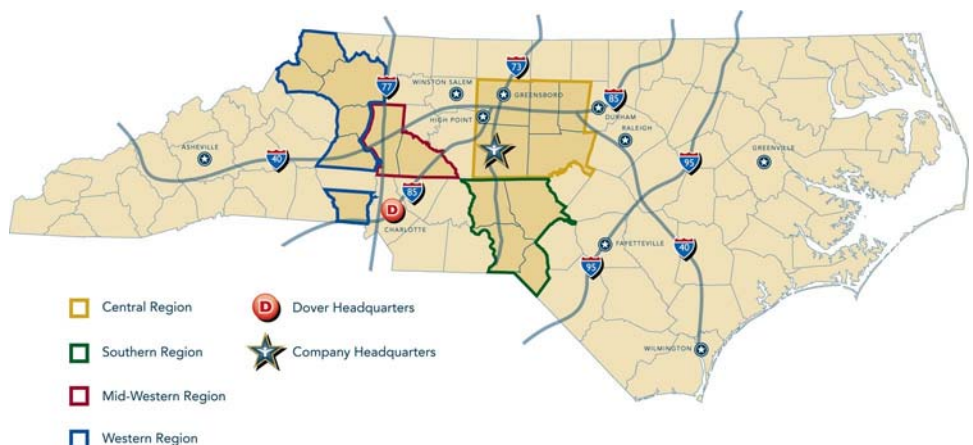 77
73
WINSTON SALEM
GREENSBORO
85
HIGH POINT
DURHAM
RALEIGH
ASHEVILLE
40
95
GREENVILLE
85
D
CHARLOTTE
FAYETTEVILLE
40
95
WILMINGTON
Central Region
D
Dover Headquarters
Southern Region
Company Headquarters
Mid-Western Region
Western Region